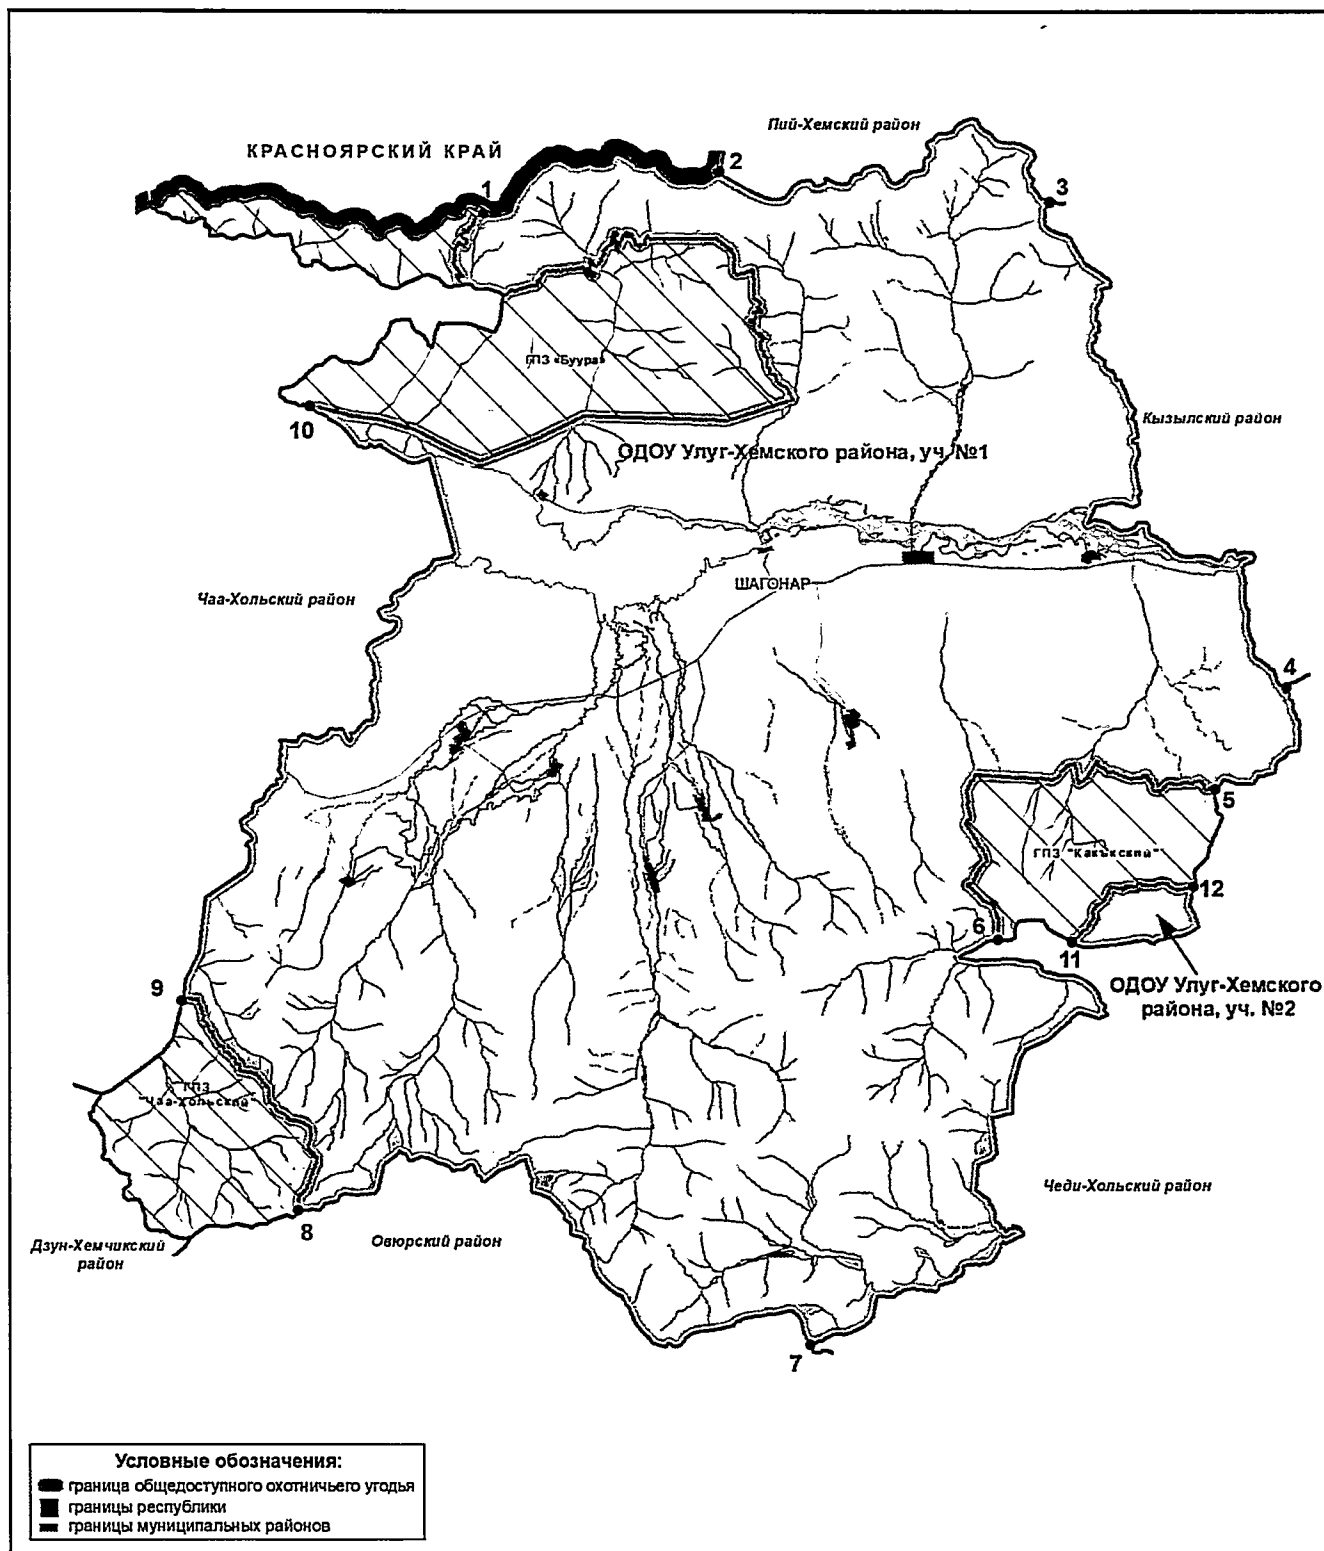 Пий-Хемский район
КРАСНОЯРСКИЙ КРАЙ
2
1
3
ГПЗ «Буура»
10
Кызылский район
ОДОУ Улуг-Хемского района, уч. №1
ШАГОНАР
Чаа-Хольский район
4
5
ГПЗ "Какыкский"
12
6
11
ОДОУ Улуг-Хемского
района, уч. №2
9
ГПЗ
"Чаа-Хольский"
Чеди-Хольский район
8
Овюрский район
Дзун-Хемчикский
район
7
Условные обозначения:
граница общедоступного охотничьего угодья
границы республики
границы муниципальных районов